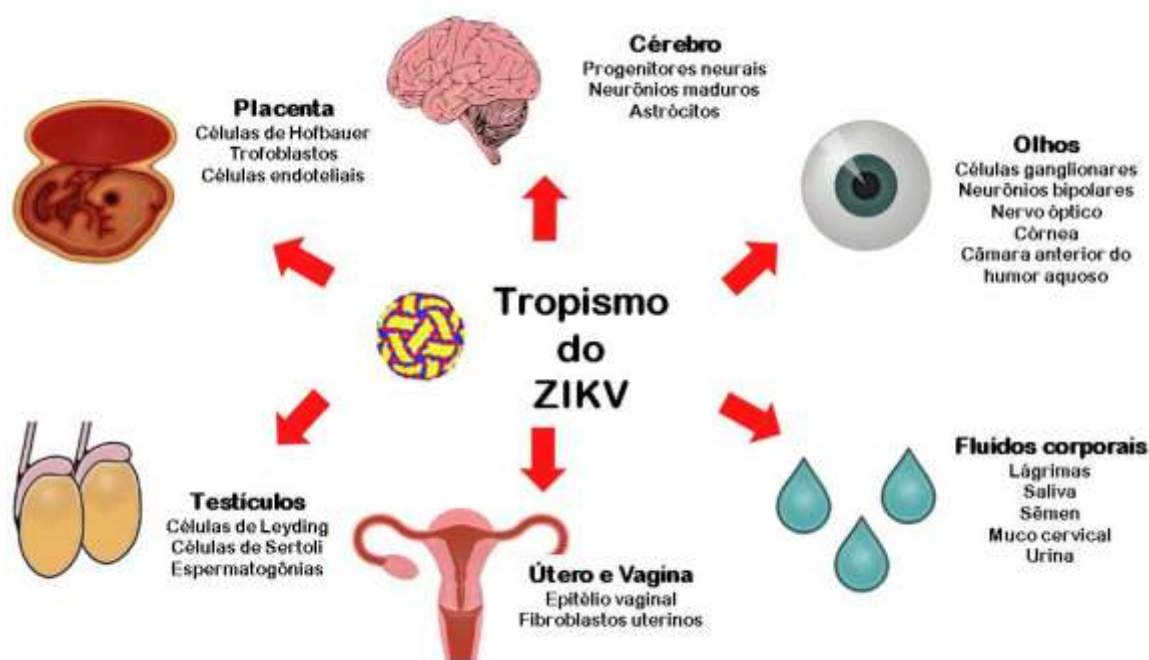 Cérebro
Progenitores neurais
Neurônios maduros
Astrócitos
Placenta
Células de Hofbauer
Trofoblastos
Células endoteliais
Olhos
Células ganglionares
Neurônios bipolares
Nervo óptico
Córnea
Câmara anterior do
humor aquoso
Tropismo
do
ZIKV
Testículos
Células de Leyding
Células de Sertoli
Espermatogônias
Útero e Vagina
Epitélio vaginal
Fibroblastos uterinos
Fluídos corporais
Lágrimas
Saliva
Sêmen
Muco cervical
Urina